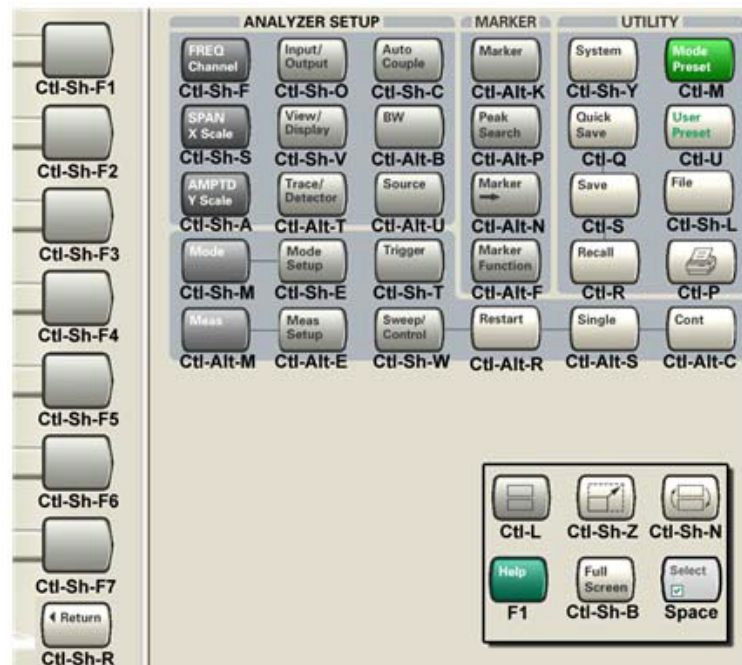 ANALYZER SETUP MARKER UTILITY
FREQ Channel
Input/ Output
Auto Couple
Marker
System
Mode Preset
Ctl-Sh-F1
Ctl-Sh-F Ctl-Sh-O Ctl-Sh-C Ctl-Alt-K Ctl-Sh-Y Ctl-M
SPAN X Scale
View/ Display
BW
Peak Search
Quick Save
User Preset
Ctl-Sh-F2
Ctl-Sh-S Ctl-Sh-V Ctl-Alt-B Ctl-Alt-P Ctl-Q Ctl-U
AMPTD Y Scale
Trace/ Detector
Source
Marker
Save
File
Ctl-Sh-A Ctl-Alt-T Ctl-Alt-U Ctl-Alt-N Ctl-S Ctl-Sh-L
Ctl-Sh-F3
Mode
Mode Setup
Trigger
Marker Function
Recall
Ctl-Sh-M Ctl-Sh-E Ctl-Sh-T Ctl-Alt-F Ctl-R Ctl-P
Ctl-Sh-F4
Meas
Meas Setup
Sweep/ Control
Restart
Single
Cont
Ctl-Alt-M Ctl-Alt-E Ctl-Sh-W Ctl-Alt-R Ctl-Alt-S Ctl-Alt-C
Ctl-Sh-F5
Ctl-Sh-F6
Ctl-L Ctl-Sh-Z Ctl-Sh-N
Help
Full Screen
Select
Ctl-Sh-F7
F1 Ctl-Sh-B Space
Return
Ctl-Sh-R